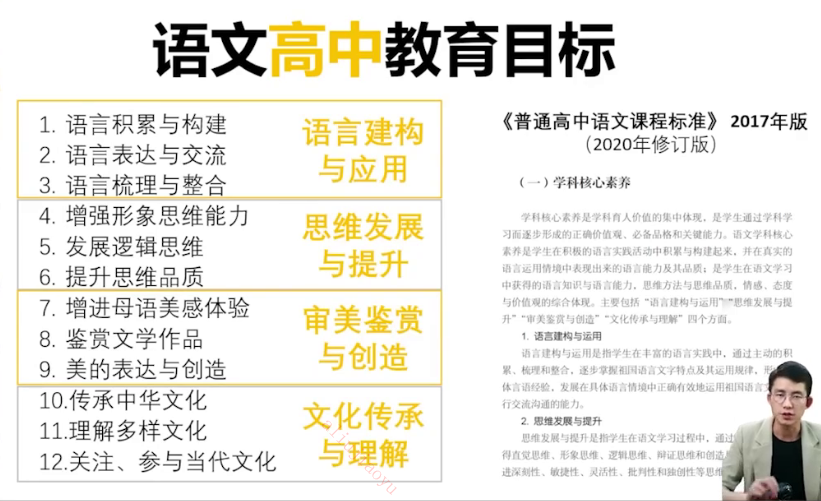 语文高中教育目标
1. 语言积累与构建
2. 语言表达与交流
3. 语言梳理与整合
语言建构
与应用
4. 增强形象思维能力
5. 发展逻辑思维
6. 提升思维品质
思维发展
与提升
7. 增进母语美感体验
8. 鉴赏文学作品
9. 美的表达与创造
审美鉴赏
与创造
10.传承中华文化
11.理解多样文化
12.关注、参与当代文化
文化传承
与理解
《普通高中语文课程标准》 2017年版
（2020年修订版）
（一）学科核心素养
学科核心素养是学科育人价值的集中体现，是学生通过学科学
习而逐步形成的正确价值观、必备品格和关键能力。语文学科核心
素养是学生在积极的语言实践活动中积累与构建起来，并在真实的
语言运用情境中表现出来的语言能力及其品质；是学生在语文学习
中获得的语言知识与语言能力，思维方法与思维品质，情感、态度
与价值观的综合体现。主要包括“语言建构与运用”“思维发展与提
升”“审美鉴赏与创造”“文化传承与理解”四个方面。
1. 语言建构与运用
语言建构与运用是指学生在丰富的语言实践中，通过主动的积
累、梳理和整合，逐步掌握祖国语言文字特点及其运用规律，形
体言语经验，发展在具体语言情境中正确有效地运用祖国语言文
行交流沟通的能力。
2. 思维发展与提升
思维发展与提升是指学生在语文学习过程中，通过
得直觉思维、形象思维、逻辑思维、辩证思维和创造
进深刻性、敏捷性、灵活性、批判性和独创性等思维